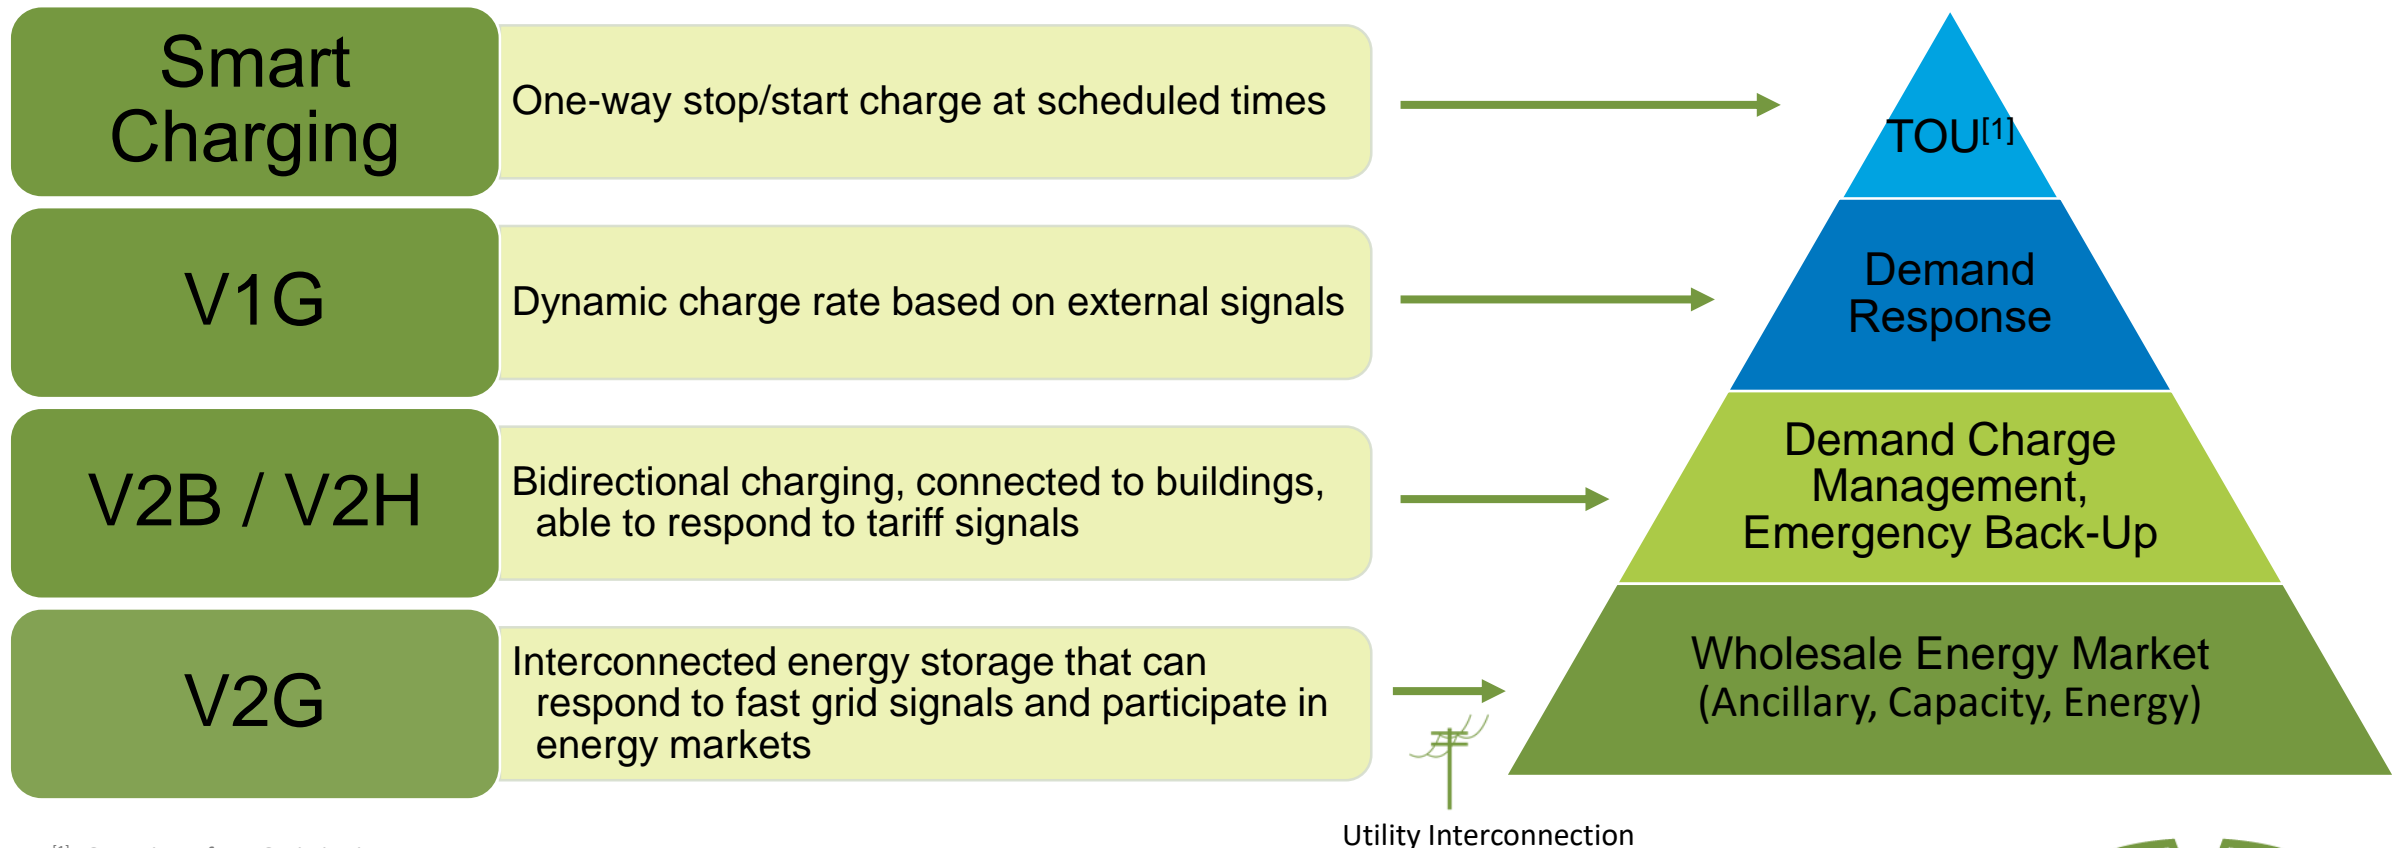 Smart
Charging
One-way stop/start charge at scheduled times
TOU[1]
V1G
Dynamic charge rate based on external signals
Demand
Response
V2B / V2H
Bidirectional charging, connected to buildings,
able to respond to tariff signals
Demand Charge
Management,
Emergency Back-Up
V2G
Interconnected energy storage that can
respond to fast grid signals and participate in
energy markets
Wholesale Energy Market
(Ancillary, Capacity, Energy)
Utility Interconnection
[1]